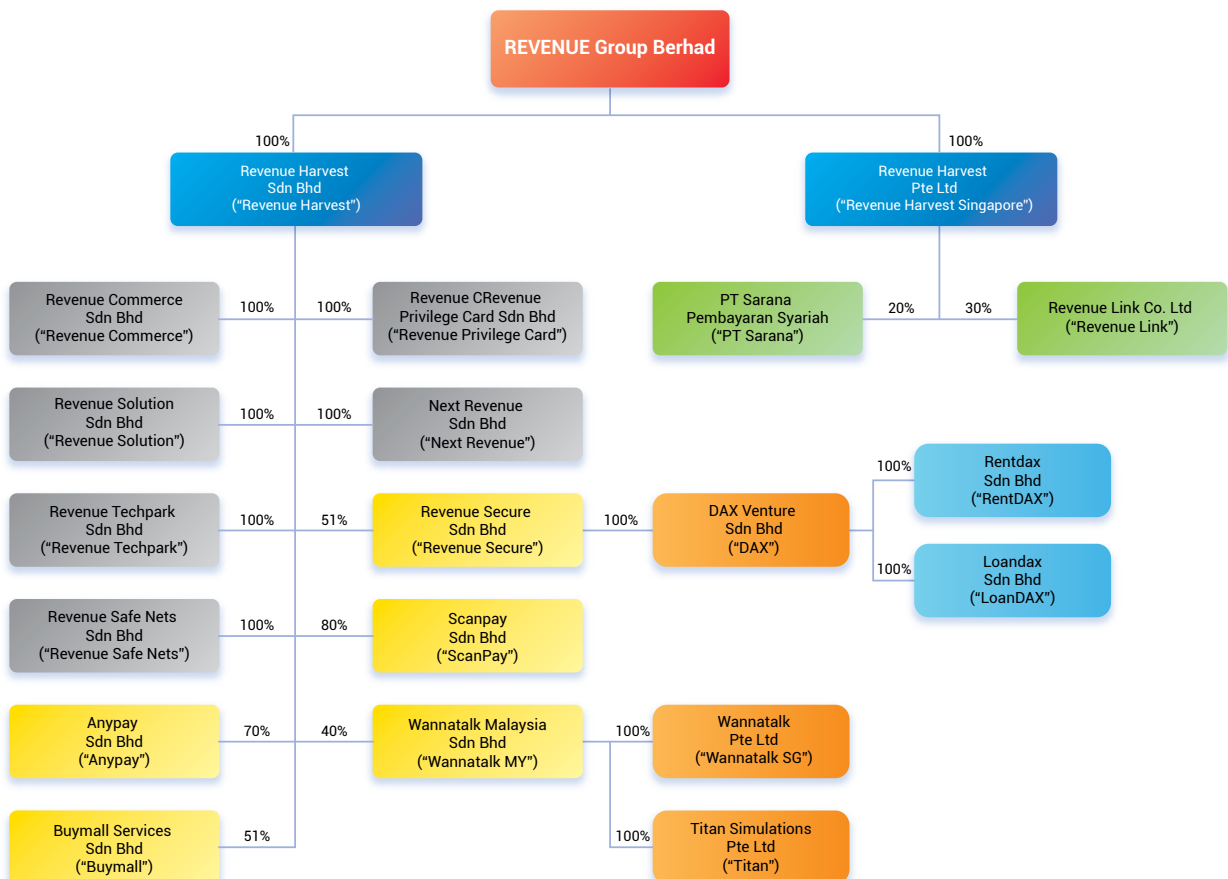 REVENUE Group Berhad
100%
100%
Revenue Harvest
Sdn Bhd
(“Revenue Harvest”)
Revenue Harvest
Pte Ltd
(“Revenue Harvest Singapore”)
Revenue Commerce
Sdn Bhd
(“Revenue Commerce”)
100%
100%
Revenue CRevenue
Privilege Card Sdn Bhd
(“Revenue Privilege Card”)
PT Sarana
Pembayaran Syariah
(“PT Sarana”)
20%
30%
Revenue Link Co. Ltd
(“Revenue Link”)
Revenue Solution
Sdn Bhd
(“Revenue Solution”)
100%
100%
Next Revenue
Sdn Bhd
(“Next Revenue”)
Revenue Techpark
Sdn Bhd
(“Revenue Techpark”)
100%
51%
Revenue Secure
Sdn Bhd
(“Revenue Secure”)
100%
DAX Venture
Sdn Bhd
(“DAX”)
100%
Rentdax
Sdn Bhd
(“RentDAX”)
100%
Loandax
Sdn Bhd
(“LoanDAX”)
Revenue Safe Nets
Sdn Bhd
(“Revenue Safe Nets”)
100%
80%
Scanpay
Sdn Bhd
(“ScanPay”)
Anypay
Sdn Bhd
(“Anypay”)
70%
40%
Wannatalk Malaysia
Sdn Bhd
(“Wannatalk MY”)
100%
Wannatalk
Pte Ltd
(“Wannatalk SG”)
Buymall Services
Sdn Bhd
(“Buymall”)
51%
100%
Titan Simulations
Pte Ltd
(“Titan”)